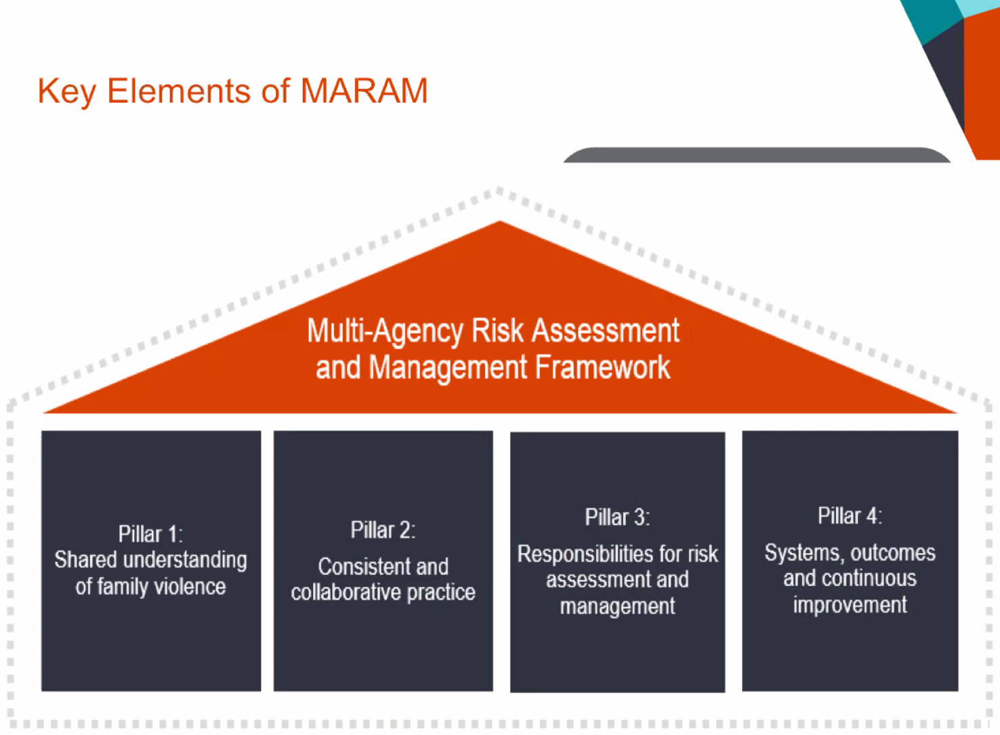 Key Elements of MARAM
Multi-Agency Risk Assessment
and Management Framework
Pillar 1:
Shared understanding
of family violence
Pillar 2:
Consistent and
collaborative practice
Pillar 3:
Responsibilities for risk
assessment and
management
Pillar 4:
Systems, outcomes
and continuous
improvement